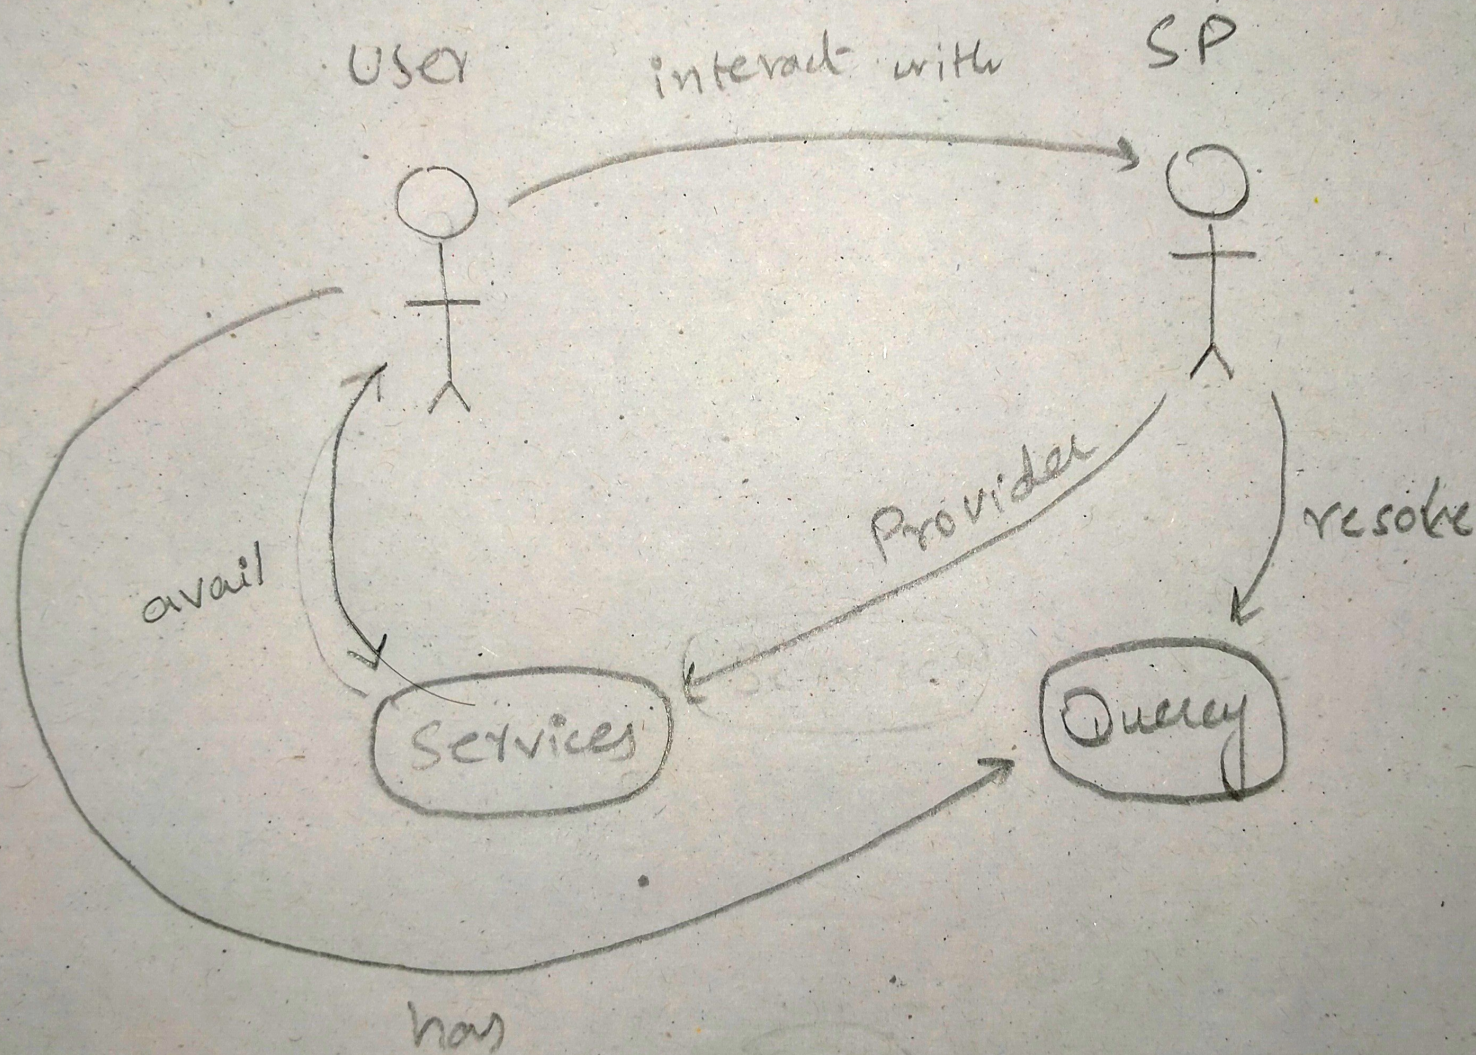 User interact with SP
Provider
resolve
avail
Services
Query
has